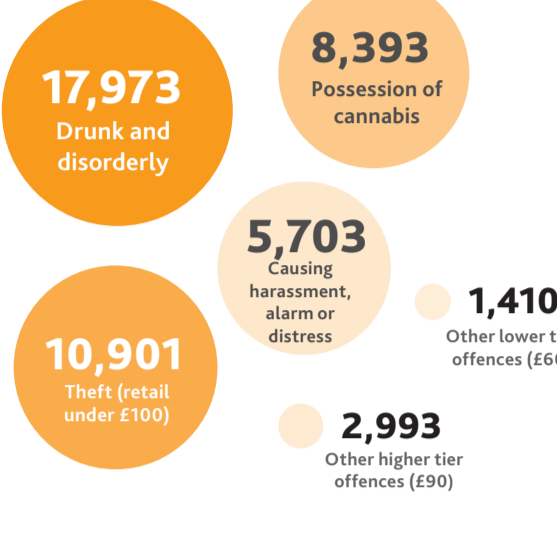 17,973
Drunk and
disorderly
8,393
Possession of
cannabis
5,703
Causing
harassment,
alarm or
distress
10,901
Theft (retail
under £100)
1,410
Other lower
offences
2,993
Other higher tier
offences (£90)